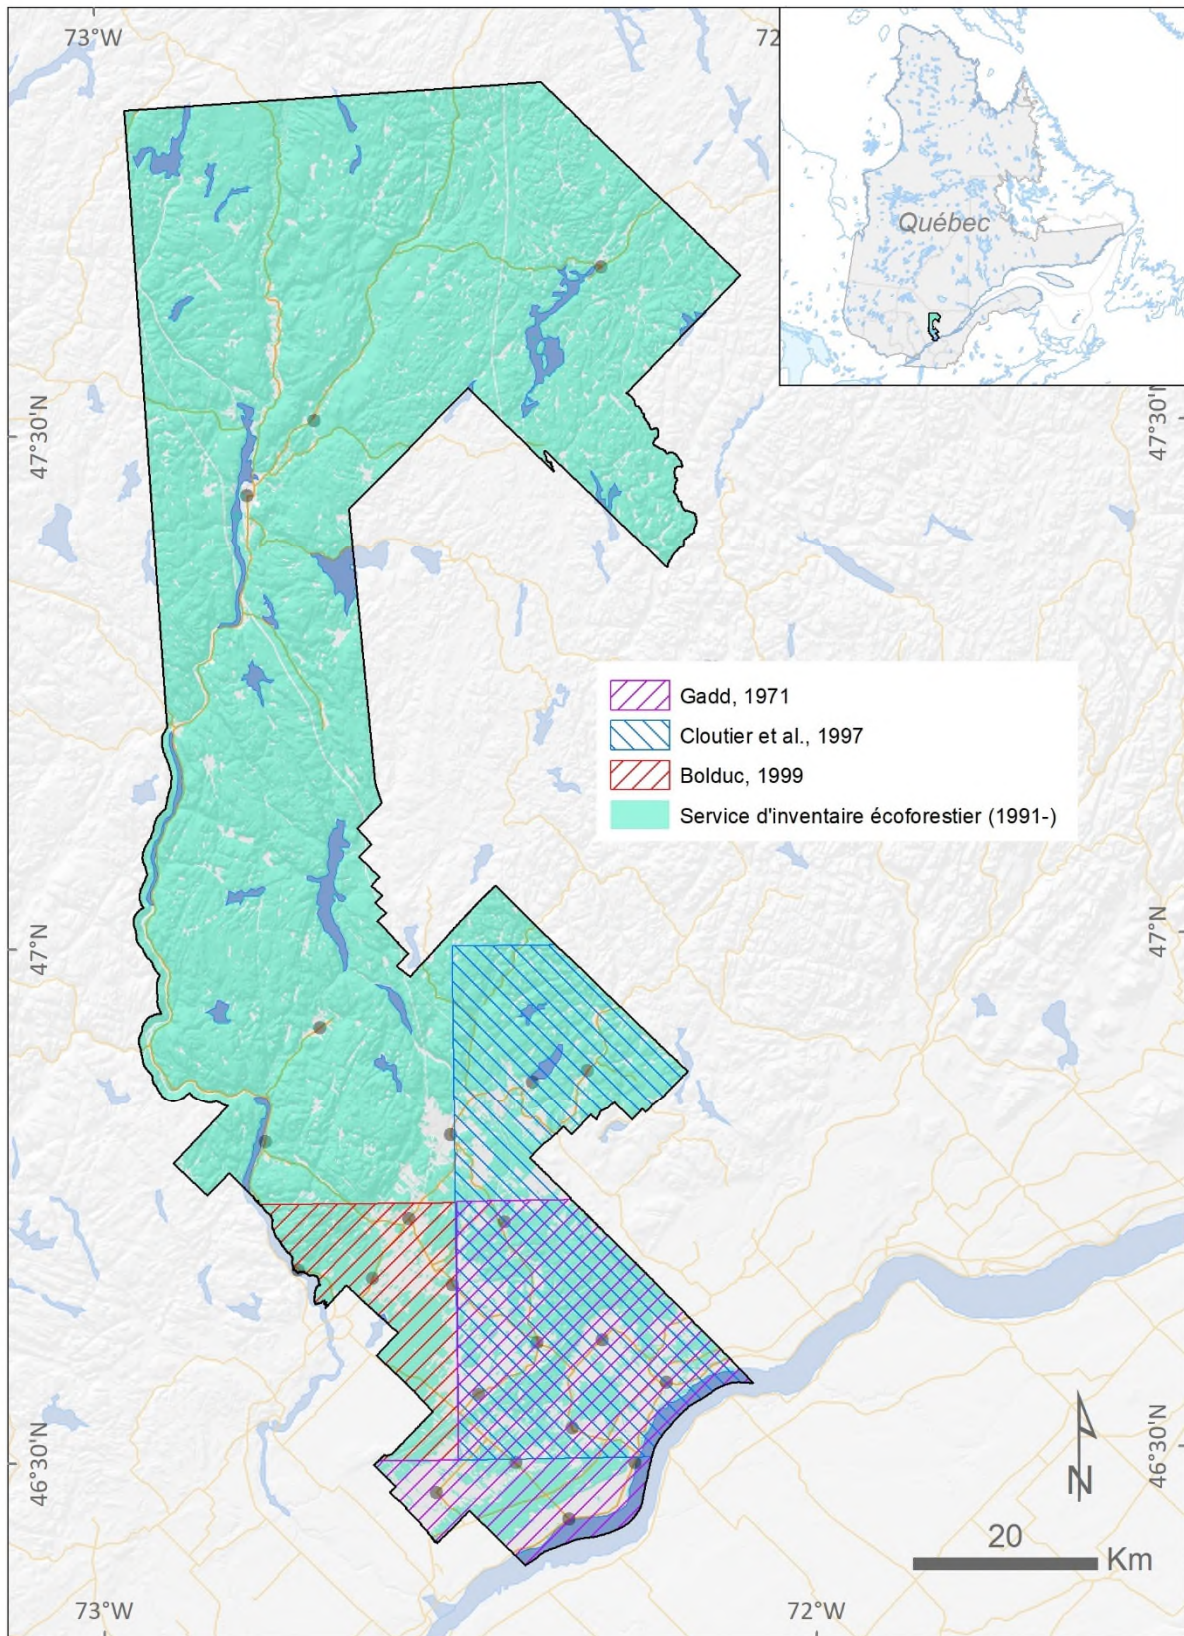 73°W
72
Québec
47°30'N
47°30'N
Gadd, 1971
Cloutier et al., 1997
Bolduc, 1999
Service d'inventaire écoforestier (1991-)
47°N
47°N
46°30'N
46°30'N
N
20
Km
73°W
72°W